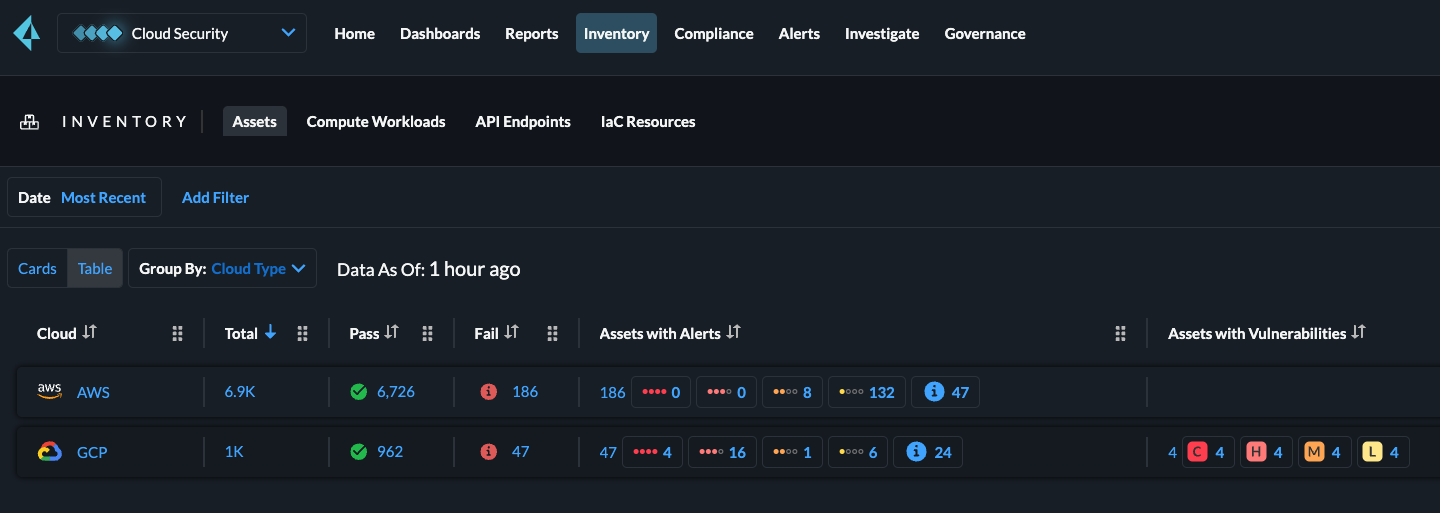 Cloud Security Home Dashboards Reports Inventory Compliance Alerts Investigate Governance
INVENTORY Assets Compute Workloads API Endpoints IaC Resources
Date Most Recent Add Filter
Cards Table Group By: Cloud Type Data As Of: 1 hour ago
Cloud Total Pass Fail Assets with Alerts Assets with Vulnerabilities
aws AWS 6.9K 6,726 186 186 0 0 8 132 47
GCP 1K 962 47 47 4 16 1 6 24 4 C 4 H 4 M 4 L 4